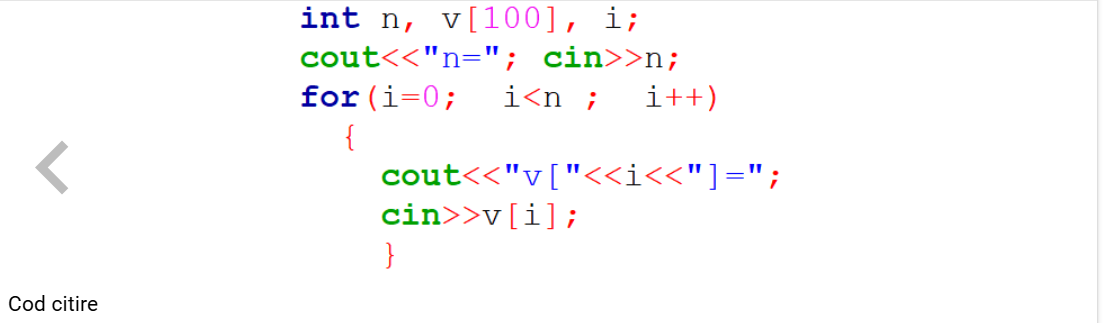 int n, v[100], i;
cout<<"n="; cin>>n;
for(i=0; i<n ; i++)
{
cout<<"v["<<i<<"]=";
cin>>v[i];
}
Cod citire